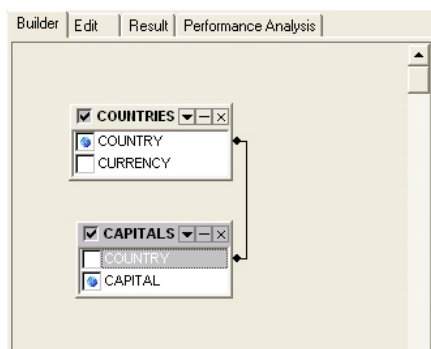 Builder Edit Result Performance Analysis
COUNTRIES
COUNTRY
CURRENCY
CAPITALS
COUNTRY
CAPITAL